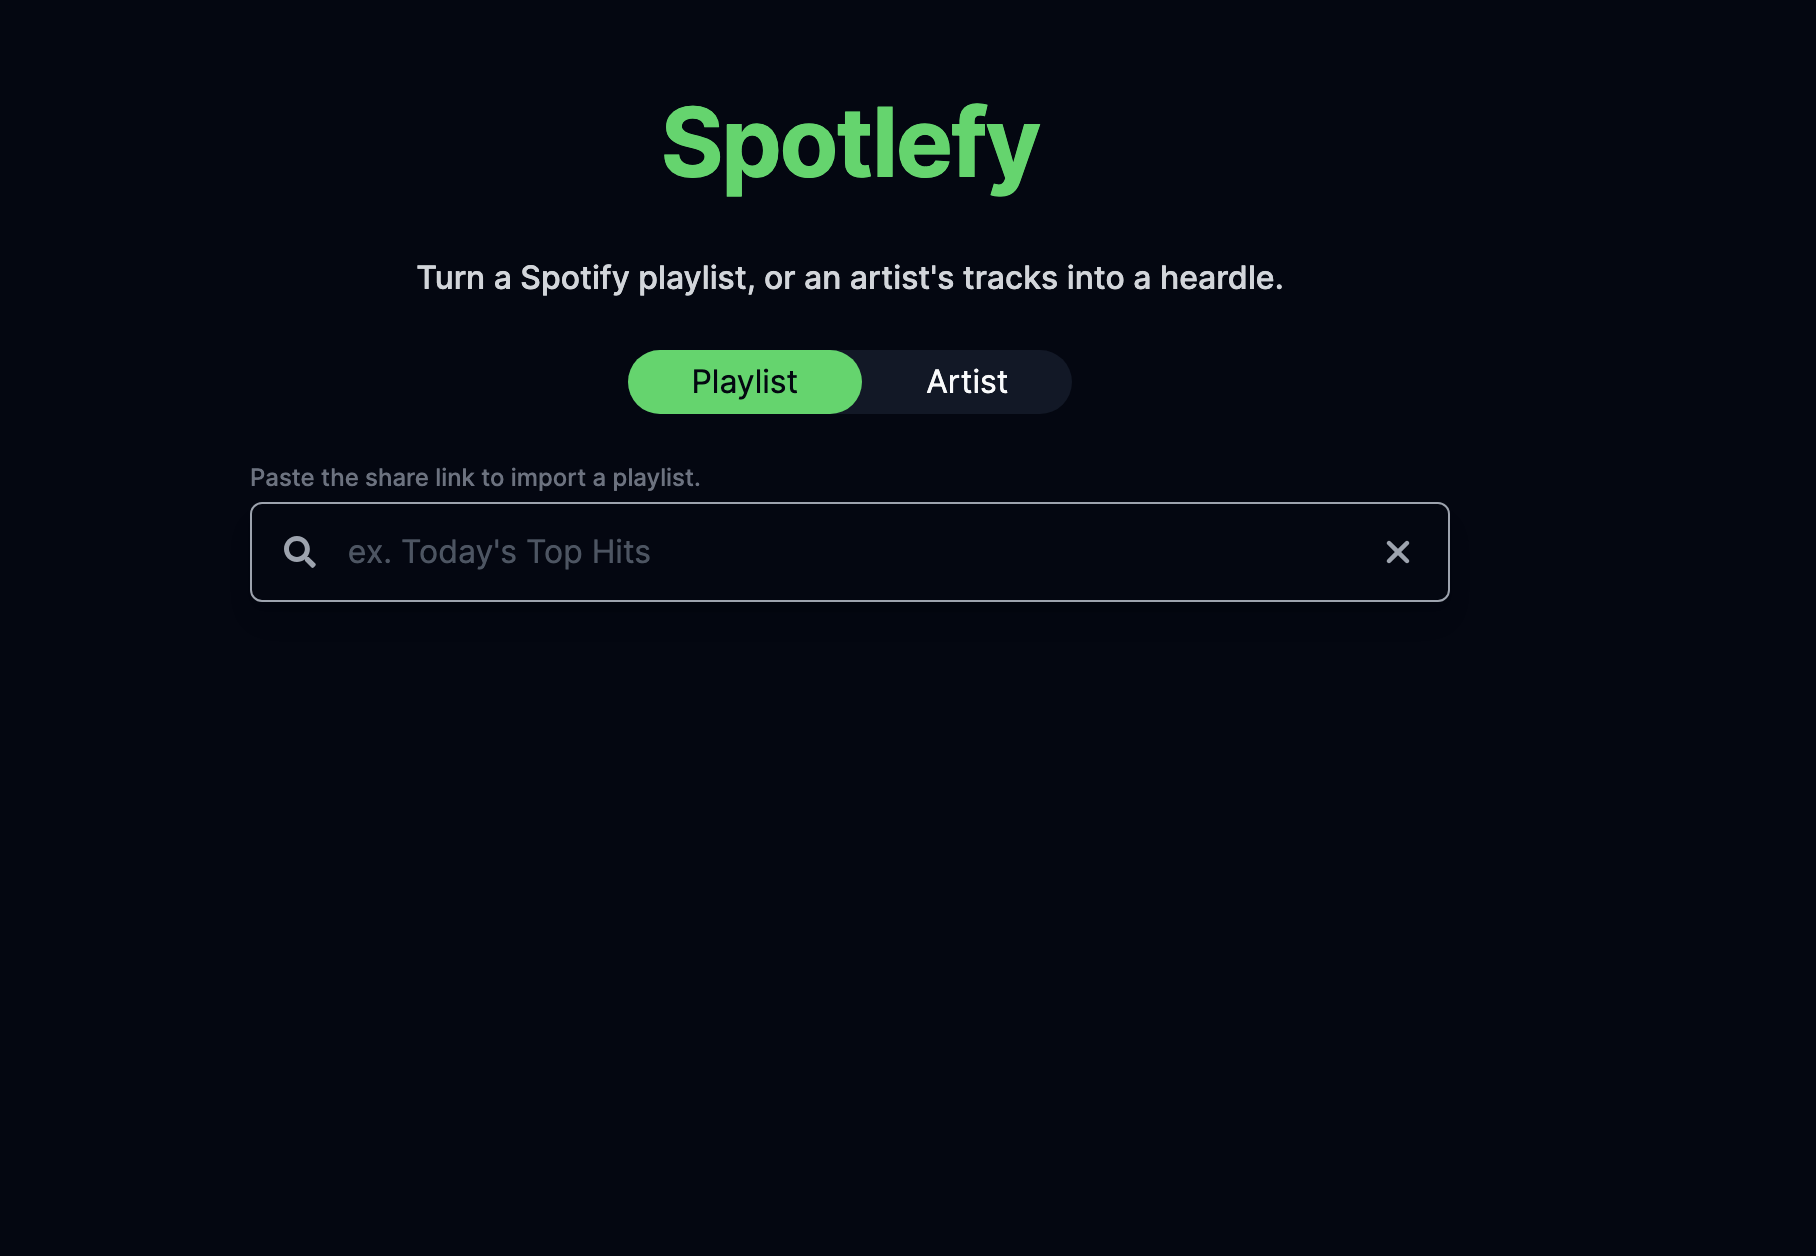 Spotlefy
Turn a Spotify playlist, or an artist's tracks into a heardle.
Playlist Artist
Paste the share link to import a playlist.
ex. Today's Top Hits